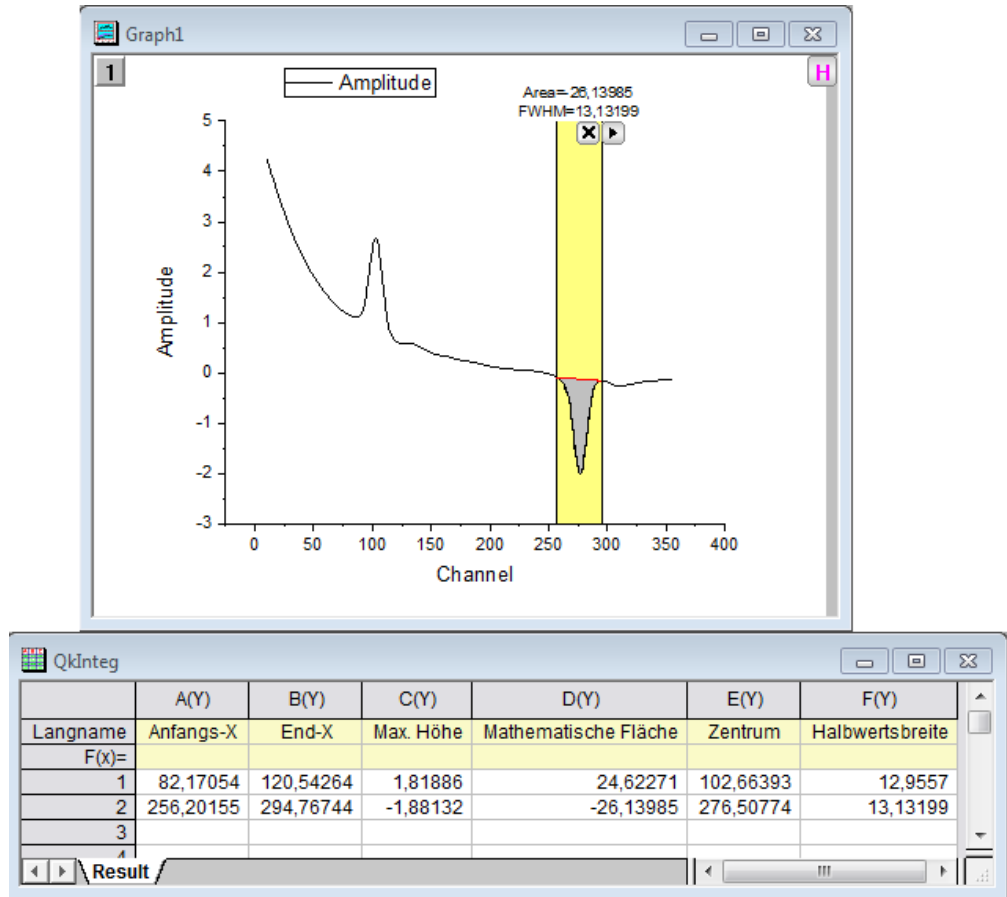 Graph1
1
H
Amplitude
Area=-26,13985
FWHM=13,13199
5
4
3
2
1
0
-1
-2
-3
Amplitude
0 50 100 150 200 250 300 350 400
Channel
QkInteg
A(Y) B(Y) C(Y) D(Y) E(Y) F(Y)
Langname Anfangs-X End-X Max. Höhe Mathematische Fläche Zentrum Halbwertsbreite
F(x)=
1 82,17054 120,54264 1,81886 24,62271 102,66393 12,9557
2 256,20155 294,76744 -1,88132 -26,13985 276,50774 13,13199
3
4
Result